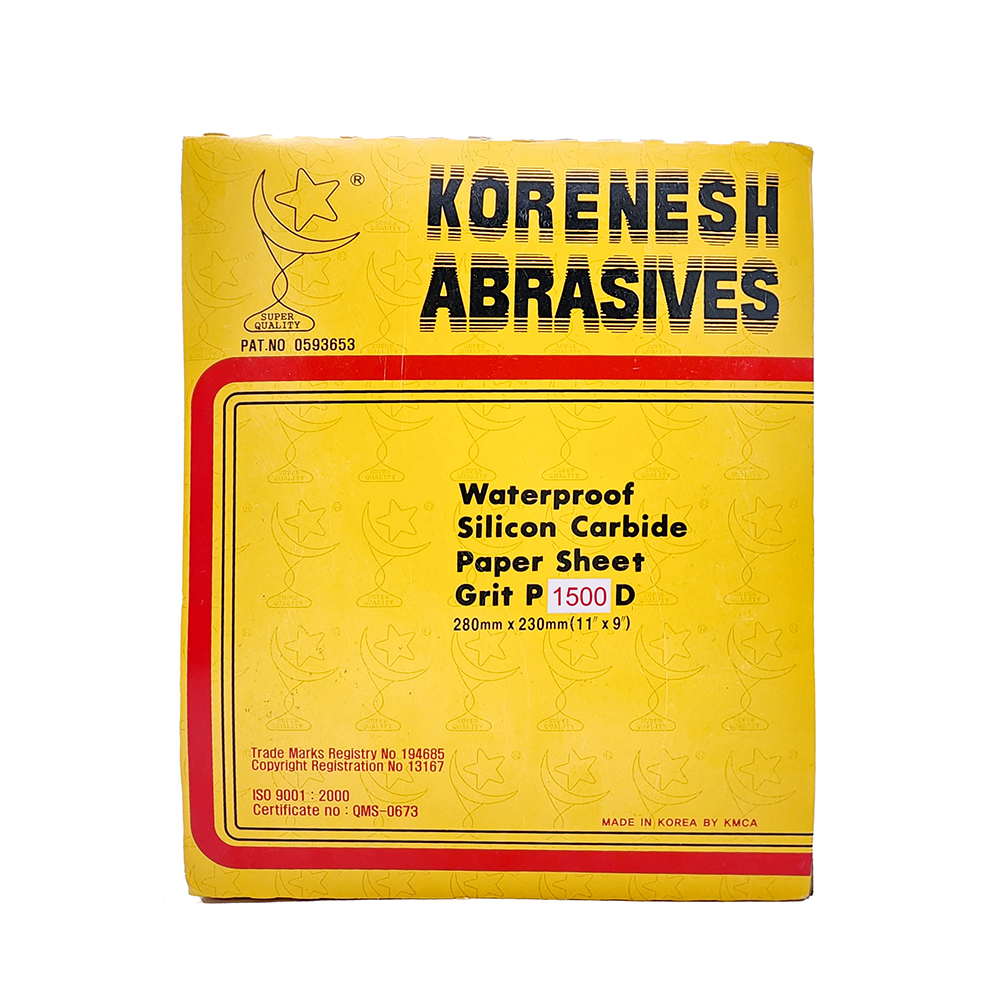 ®
KORENESH
ABRASIVES
SUPER
QUALITY
PAT.NO 0593653
Waterproof
Silicon Carbide
Paper Sheet
Grit P 1500 D
280mm x 230mm(11" x 9")
Trade Marks Registry No 194685
Copyright Registration No 13167
ISO 9001 : 2000
Certificate no : QMS-0673
MADE IN KOREA BY KMCA